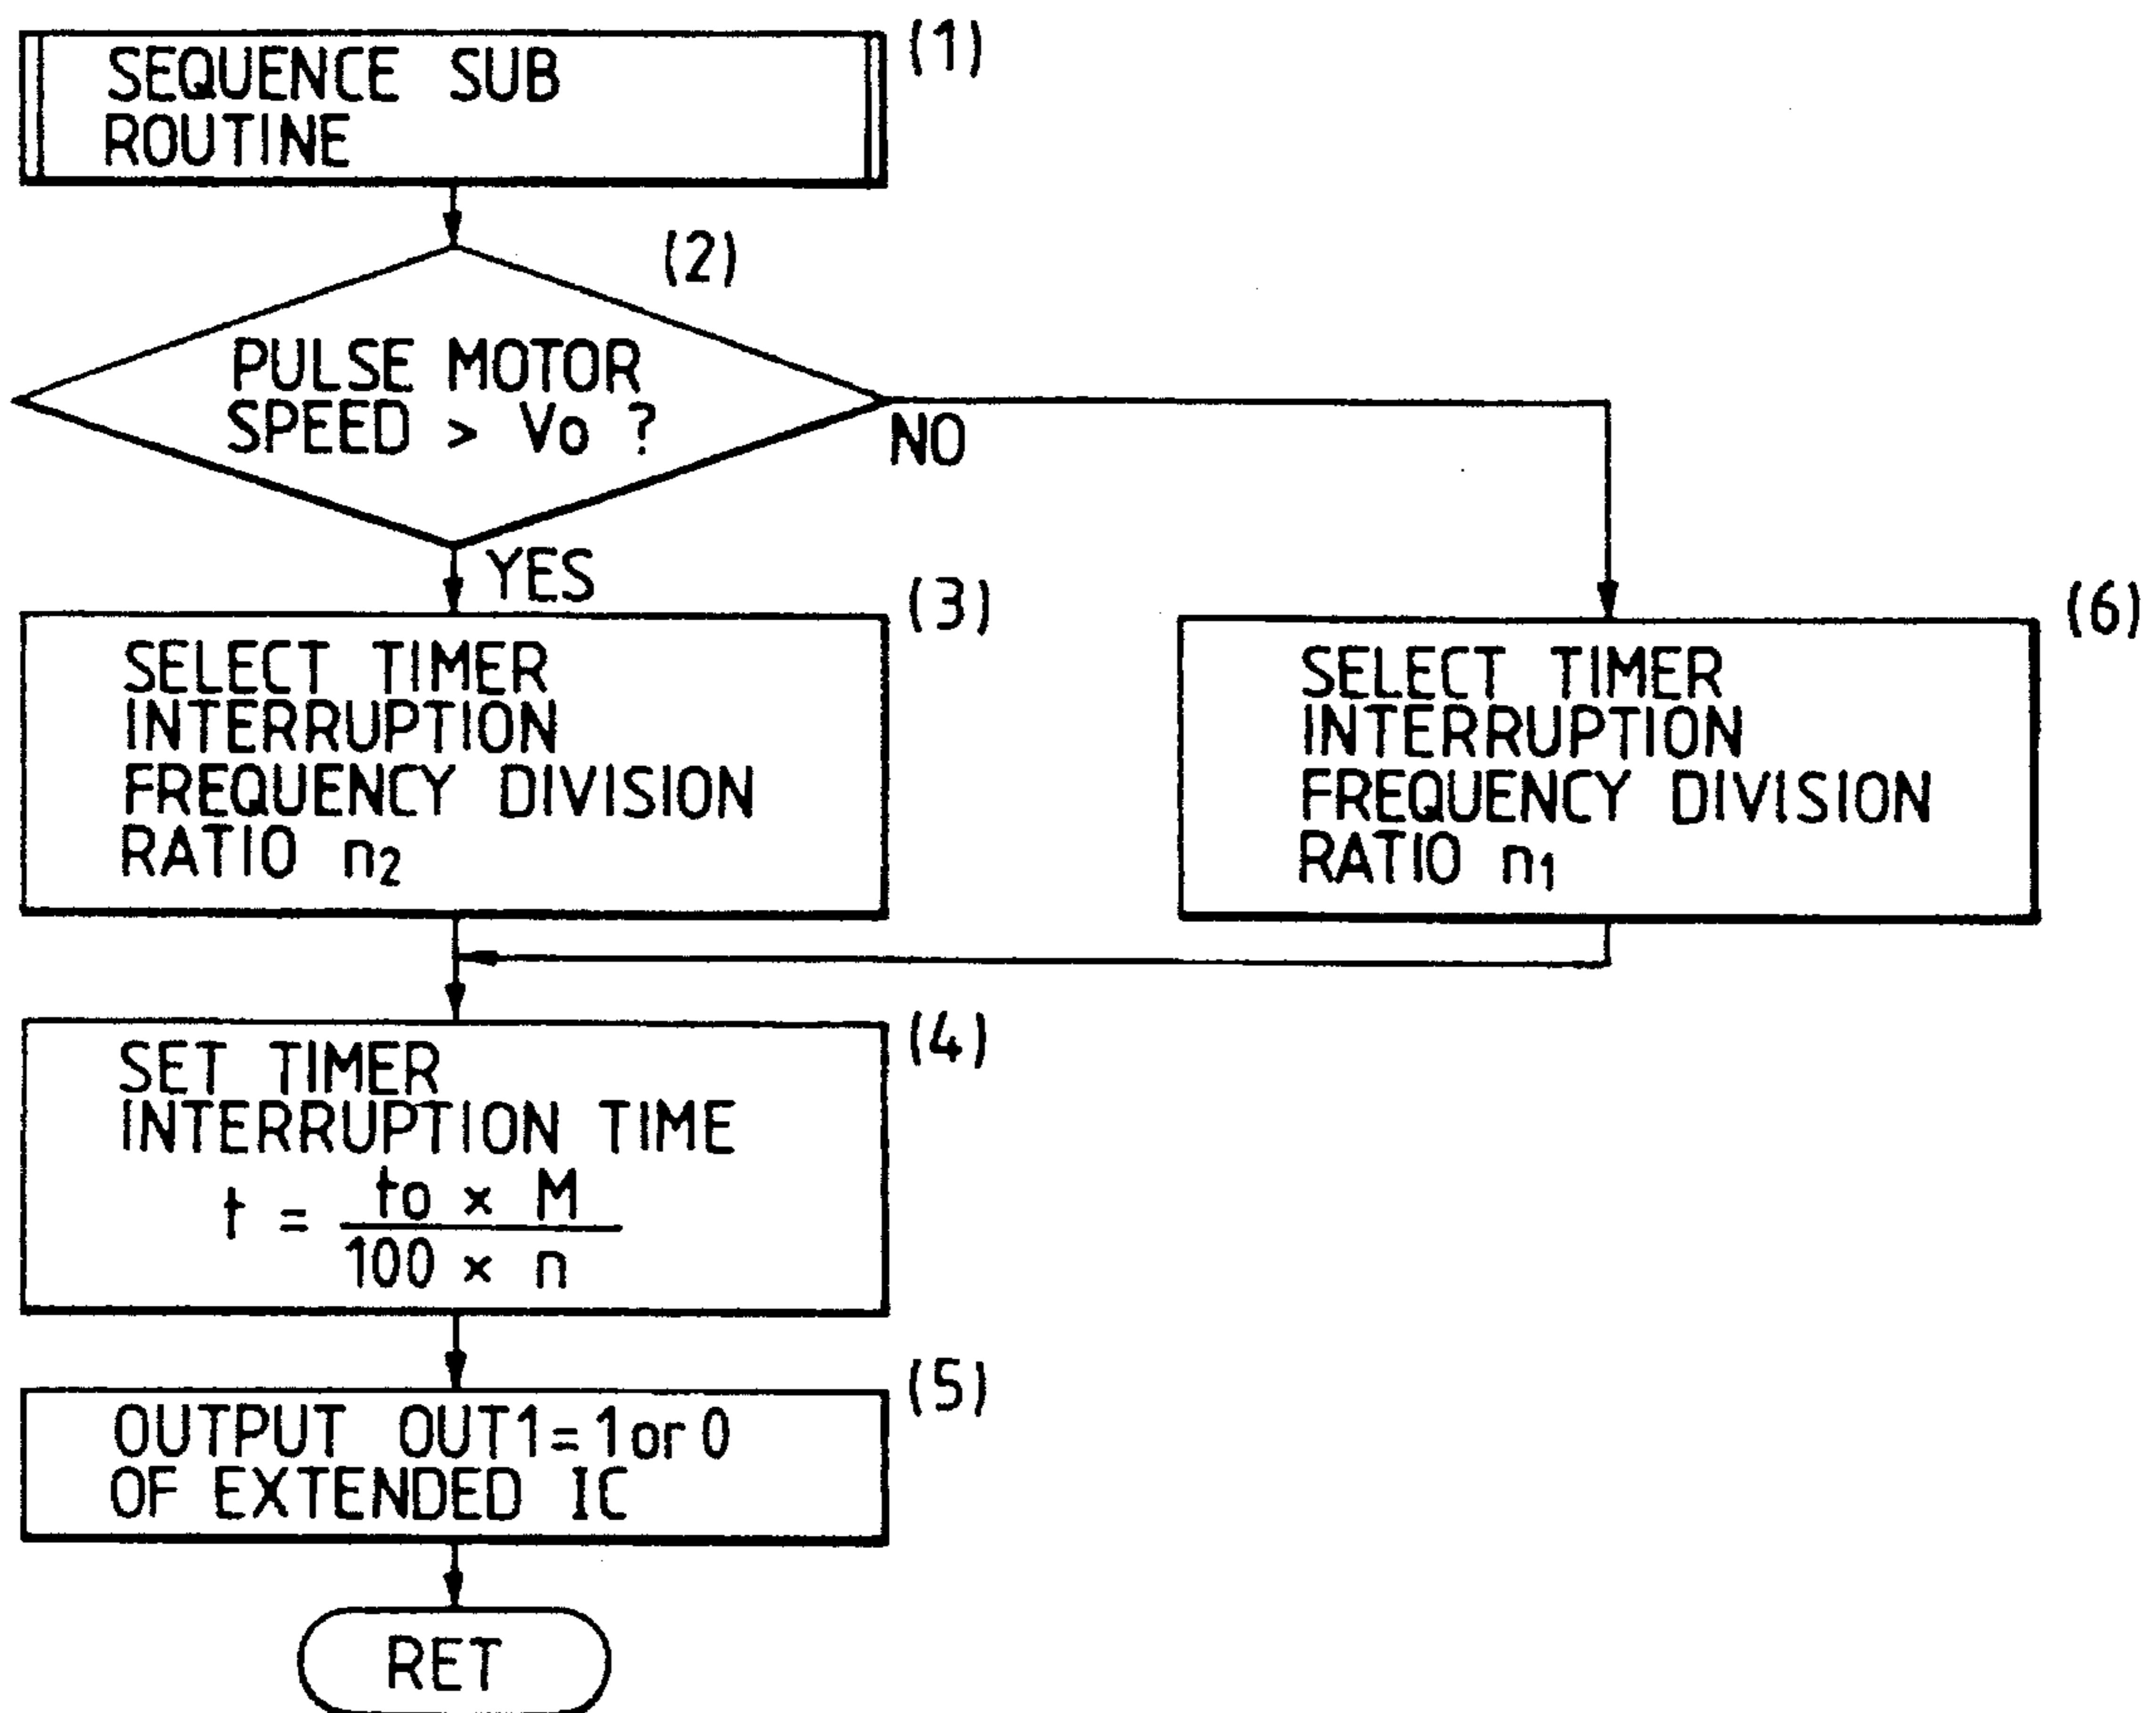 (1)
SEQUENCE SUB
ROUTINE
(2)
PULSE MOTOR
SPEED > Vo ?
NO
YES
(3)
SELECT TIMER
INTERRUPTION
FREQUENCY DIVISION
RATIO n2
(6)
SELECT TIMER
INTERRUPTION
FREQUENCY DIVISION
RATIO n1
(4)
SET TIMER
INTERRUPTION TIME
t = to × M
100 × n
(5)
OUTPUT OUT1=1or0
OF EXTENDED IC
RET